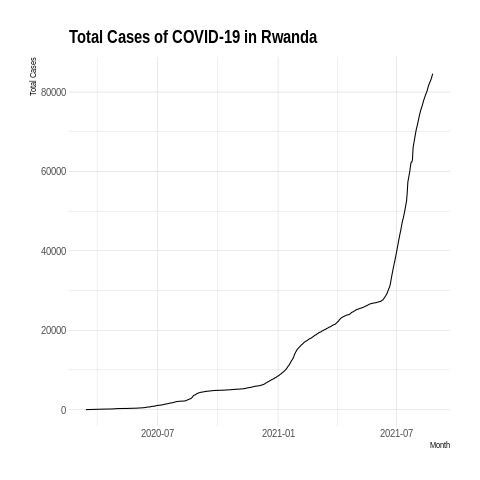 Total Cases of COVID-19 in Rwanda
Total Cases
80000
60000
40000
20000
0
2020-07 2021-01 2021-07
Month